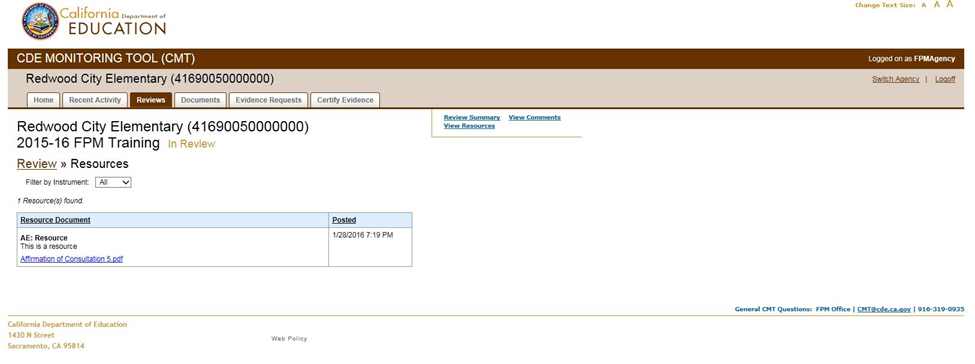 Change Text Size: A A A
California Department of
EDUCATION
CDE MONITORING TOOL (CMT)
Logged on as FPMAgency
Redwood City Elementary (41690050000000)
Switch Agency | Logoff
Home Recent Activity Reviews Documents Evidence Requests Certify Evidence
Review Summary View Comments
View Resources
Redwood City Elementary (41690050000000)
2015-16 FPM Training In Review
Review » Resources
Filter by Instrument: All
1 Resource(s) found.
Resource Document Posted
AE: Resource 1/28/2016 7:19 PM
This is a resource
Affirmation of Consultation 5.pdf
General CMT Questions: FPM Office | CMT@cde.ca.gov | 916-319-0935
California Department of Education
1430 N Street
Sacramento, CA 95814
Web Policy